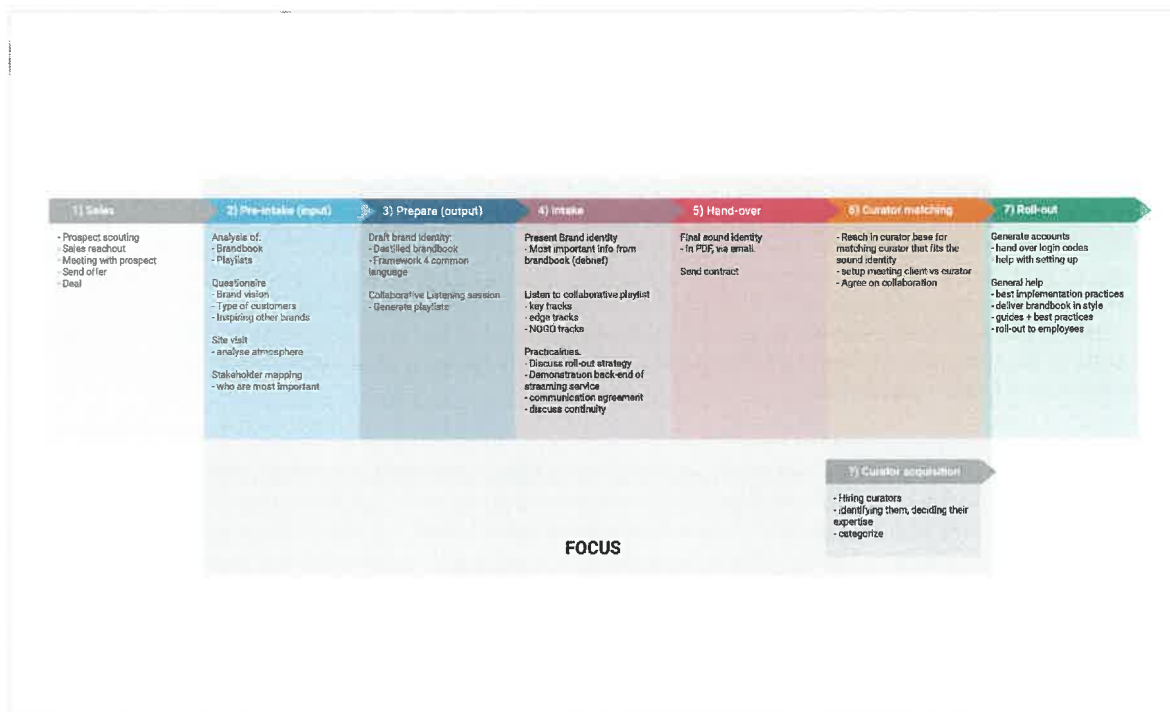 1) Sales
- Prospect scouting
- Sales reachout
- Meeting with prospect
- Send offer
- Deal
2) Pre-intake (input)
Analysis of:
- Brandbook
- Playlists
Questionaire
- Brand vision
- Type of customers
- Inspiring other brands
Site visit
- analyse atmosphere
Stakeholder mapping
- who are most important
3) Prepare (output)
Draft brand identity:
- Destilled brandbook
- Framework 4 common
language
Collaborative Listening session
- Generate playlists
4) Intake
Present Brand identity
- Most important info from
brandbook (debrief)
Listen to collaborative playlist
- key tracks
- edge tracks
- NOGO tracks
Practicalities.
- Discuss roll-out strategy
- Demonstration back-end of
streaming service
- communication agreement
- discuss continuity
5) Hand-over
Final sound identity
- In PDF, via email.
Send contract
6) Curator matching
- Reach in curator base for
matching curator that fits the
sound identity
- setup meeting client vs curator
- Agree on collaboration
7) Roll-out
Generate accounts
- hand over login codes
- help with setting up
General help
- best implementation practices
- deliver brandbook in style
- guides + best practices
- roll-out to employees
?) Curator acquisition
- Hiring curators
- identifying them, deciding their
expertise
- categorize
FOCUS